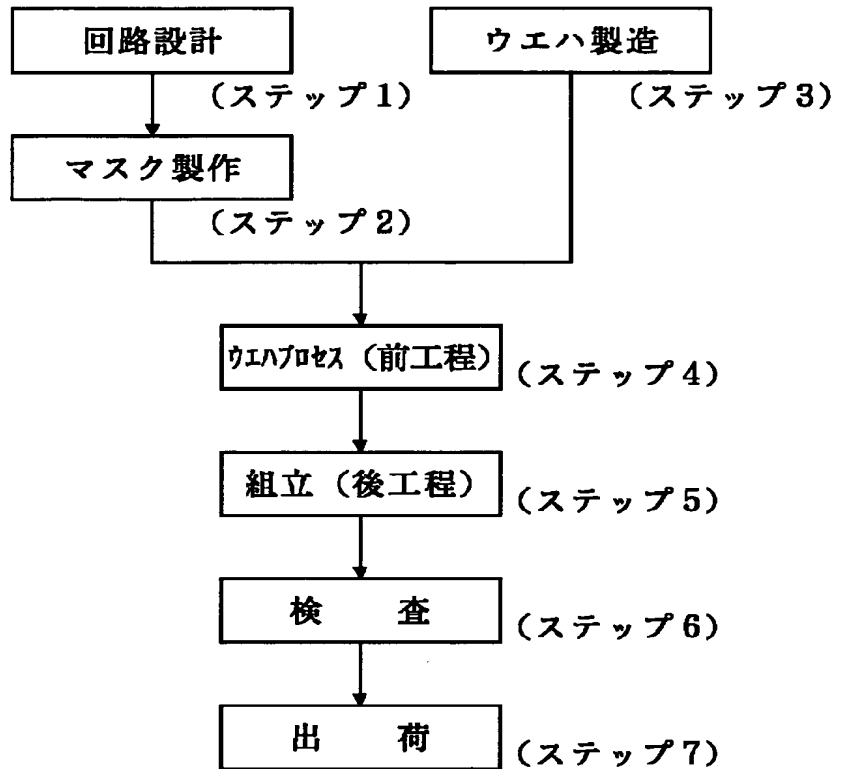 回路設計
ウエハ製造
(ステップ1)
(ステップ3)
マスク製作
(ステップ2)
ウエハプロセス(前工程)
(ステップ4)
組立(後工程)
(ステップ5)
検 査
(ステップ6)
出 荷
(ステップ7)